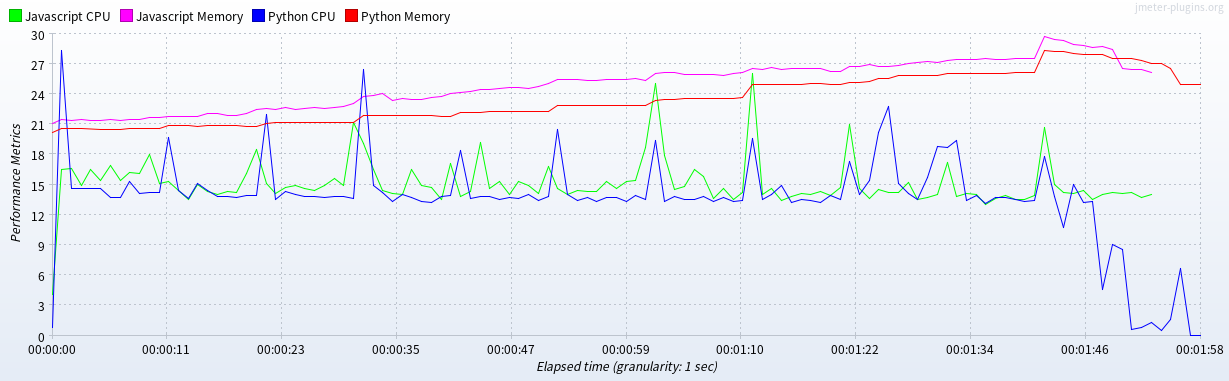 jmeter-plugins.org
Javascript CPU Javascript Memory Python CPU Python Memory
30
27
24
21
18
15
12
9
6
3
0
Performance Metrics
00:00:00 00:00:11 00:00:23 00:00:35 00:00:47 00:00:59 00:01:10 00:01:22 00:01:34 00:01:46 00:01:58
Elapsed time (granularity: 1 sec)